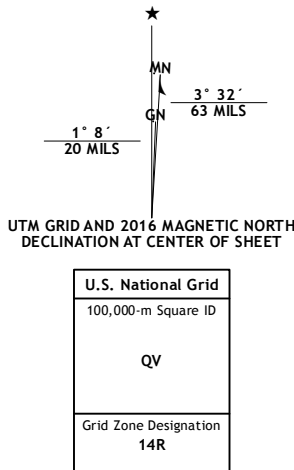 ★
MN
3° 32´
63 MILS
GN
1° 8´
20 MILS
UTM GRID AND 2016 MAGNETIC NORTH
DECLINATION AT CENTER OF SHEET
U.S. National Grid
100,000-m Square ID
QV
Grid Zone Designation
14R